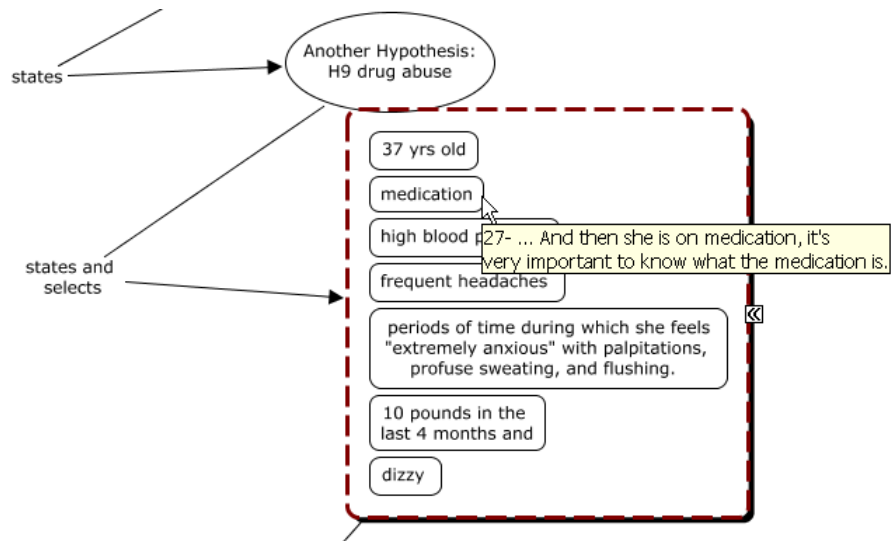 Another Hypothesis:
H9 drug abuse
states
37 yrs old
medication
high blood p
27- ... And then she is on medication, it's
very important to know what the medication is.
states and
selects
frequent headaches
periods of time during which she feels
"extremely anxious" with palpitations,
profuse sweating, and flushing.
10 pounds in the
last 4 months and
dizzy